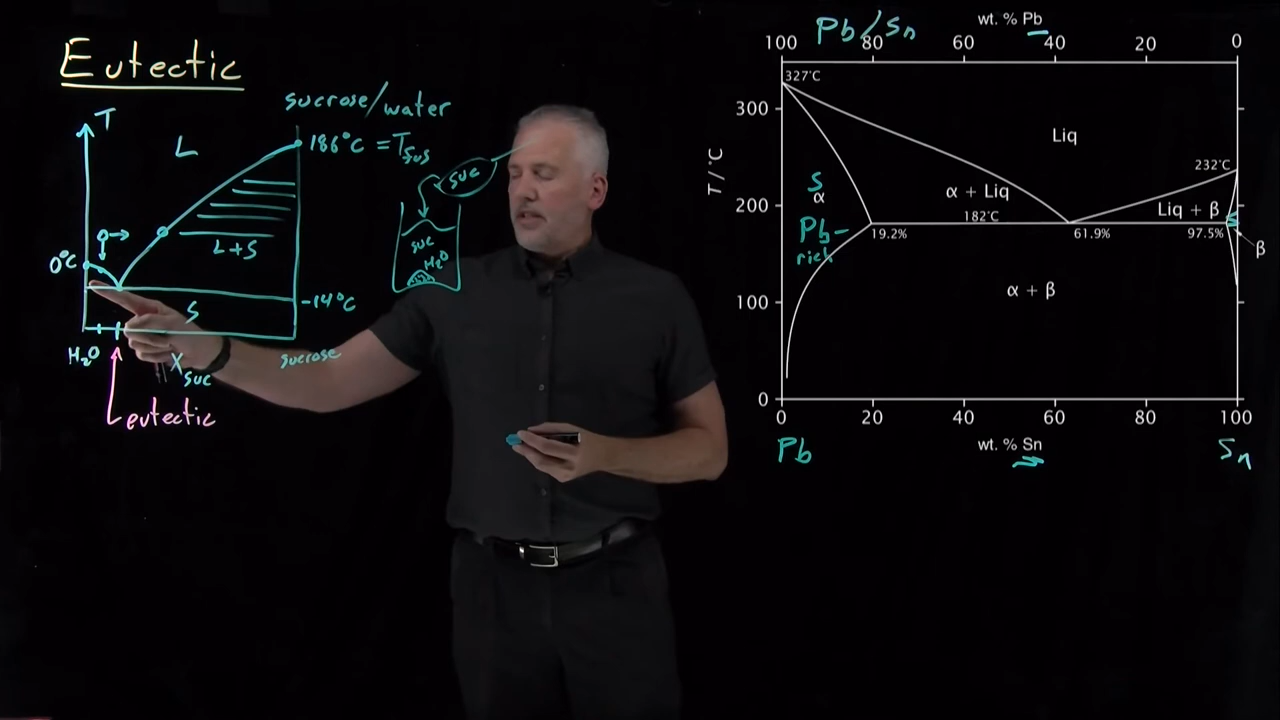 Eutectic
T
sucrose/water
L
186°C = Tfus
suc
L+S
suc
H2O
0°C
-14°C
S
H2O
Xsuc
sucrose
eutectic
Pb/Sn
wt. % Pb
100 80 60 40 20 0
327°C
300
Liq
T / °C
232°C
S
α
α + Liq
200
182°C
Liq + β
S
Pb-
rich
19.2%
61.9%
97.5%
β
α + β
100
0
0 20 40 60 80 100
wt. % Sn
Pb
Sn